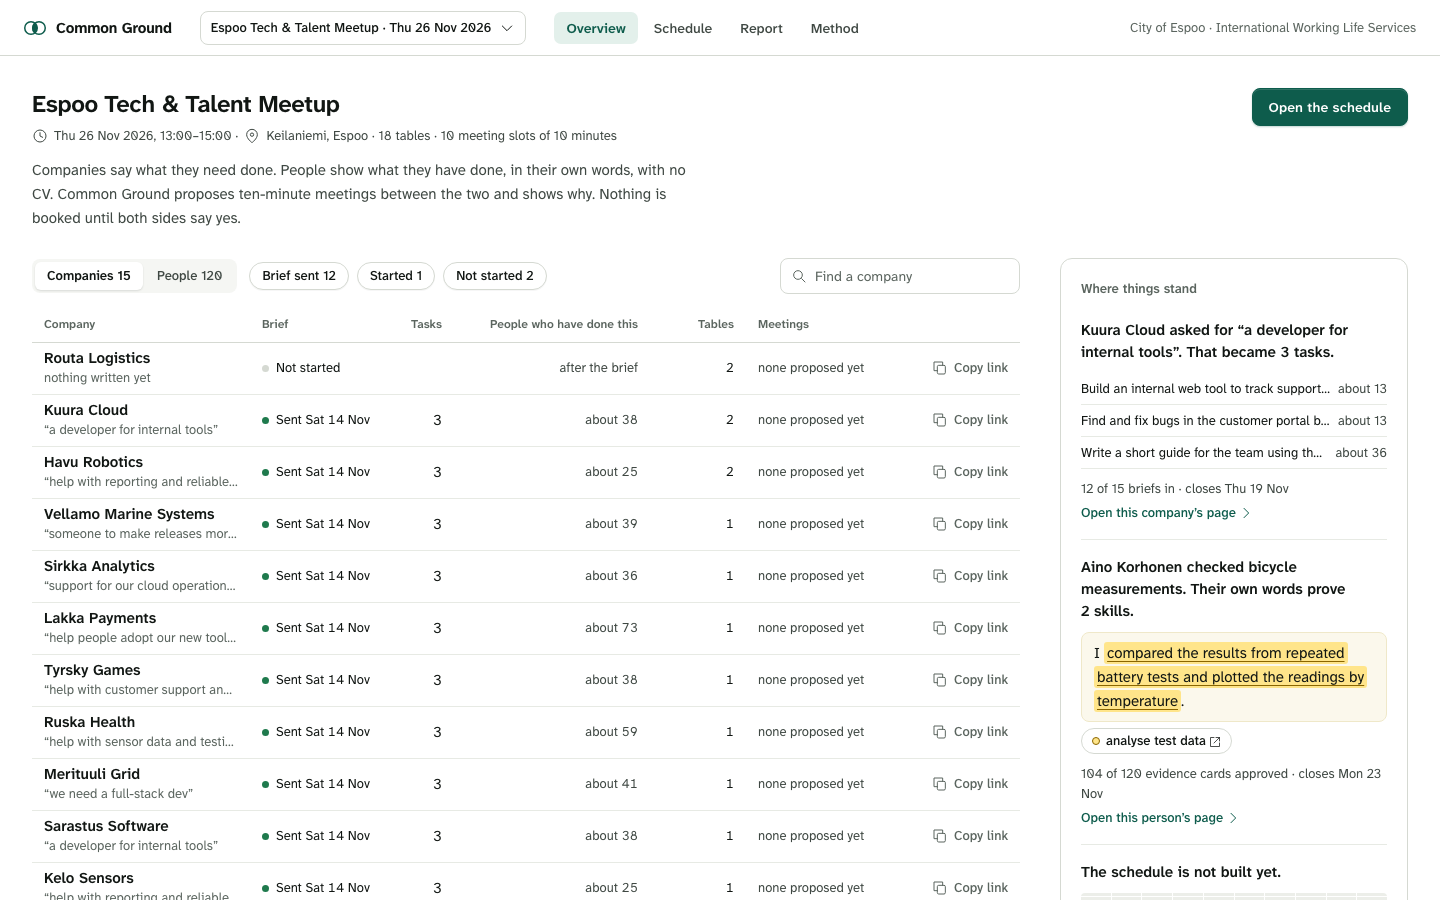 Common Ground
Espoo Tech & Talent Meetup · Thu 26 Nov 2026
Overview
Schedule
Report
Method
City of Espoo · International Working Life Services
Espoo Tech & Talent Meetup
Open the schedule
Thu 26 Nov 2026, 13:00–15:00 · Keilaniemi, Espoo · 18 tables · 10 meeting slots of 10 minutes
Companies say what they need done. People show what they have done, in their own words, with no
CV. Common Ground proposes ten-minute meetings between the two and shows why. Nothing is
booked until both sides say yes.
Companies 15
People 120
Brief sent 12
Started 1
Not started 2
Find a company
Company Brief Tasks People who have done this Tables Meetings
Routa Logistics
nothing written yet
Not started after the brief 2 none proposed yet Copy link
Kuura Cloud
“a developer for internal tools”
Sent Sat 14 Nov 3 about 38 2 none proposed yet Copy link
Havu Robotics
“help with reporting and reliable...
Sent Sat 14 Nov 3 about 25 2 none proposed yet Copy link
Vellamo Marine Systems
“someone to make releases mor...
Sent Sat 14 Nov 3 about 39 1 none proposed yet Copy link
Sirkka Analytics
“support for our cloud operation...
Sent Sat 14 Nov 3 about 36 1 none proposed yet Copy link
Lakka Payments
“help people adopt our new tool...
Sent Sat 14 Nov 3 about 73 1 none proposed yet Copy link
Tyrsky Games
“help with customer support an...
Sent Sat 14 Nov 3 about 38 1 none proposed yet Copy link
Ruska Health
“help with sensor data and testi...
Sent Sat 14 Nov 3 about 59 1 none proposed yet Copy link
Merituuli Grid
“we need a full-stack dev”
Sent Sat 14 Nov 3 about 41 1 none proposed yet Copy link
Sarastus Software
“a developer for internal tools”
Sent Sat 14 Nov 3 about 38 1 none proposed yet Copy link
Kelo Sensors
“help with reporting and reliable
Sent Sat 14 Nov 3 about 25 1 none proposed yet Copy link
Where things stand
Kuura Cloud asked for “a developer for
internal tools”. That became 3 tasks.
Build an internal web tool to track support... about 13
Find and fix bugs in the customer portal b... about 13
Write a short guide for the team using th... about 36
12 of 15 briefs in · closes Thu 19 Nov
Open this company’s page
Aino Korhonen checked bicycle
measurements. Their own words prove
2 skills.
I compared the results from repeated
battery tests and plotted the readings by
temperature.
analyse test data
104 of 120 evidence cards approved · closes Mon 23
Nov
Open this person’s page
The schedule is not built yet.